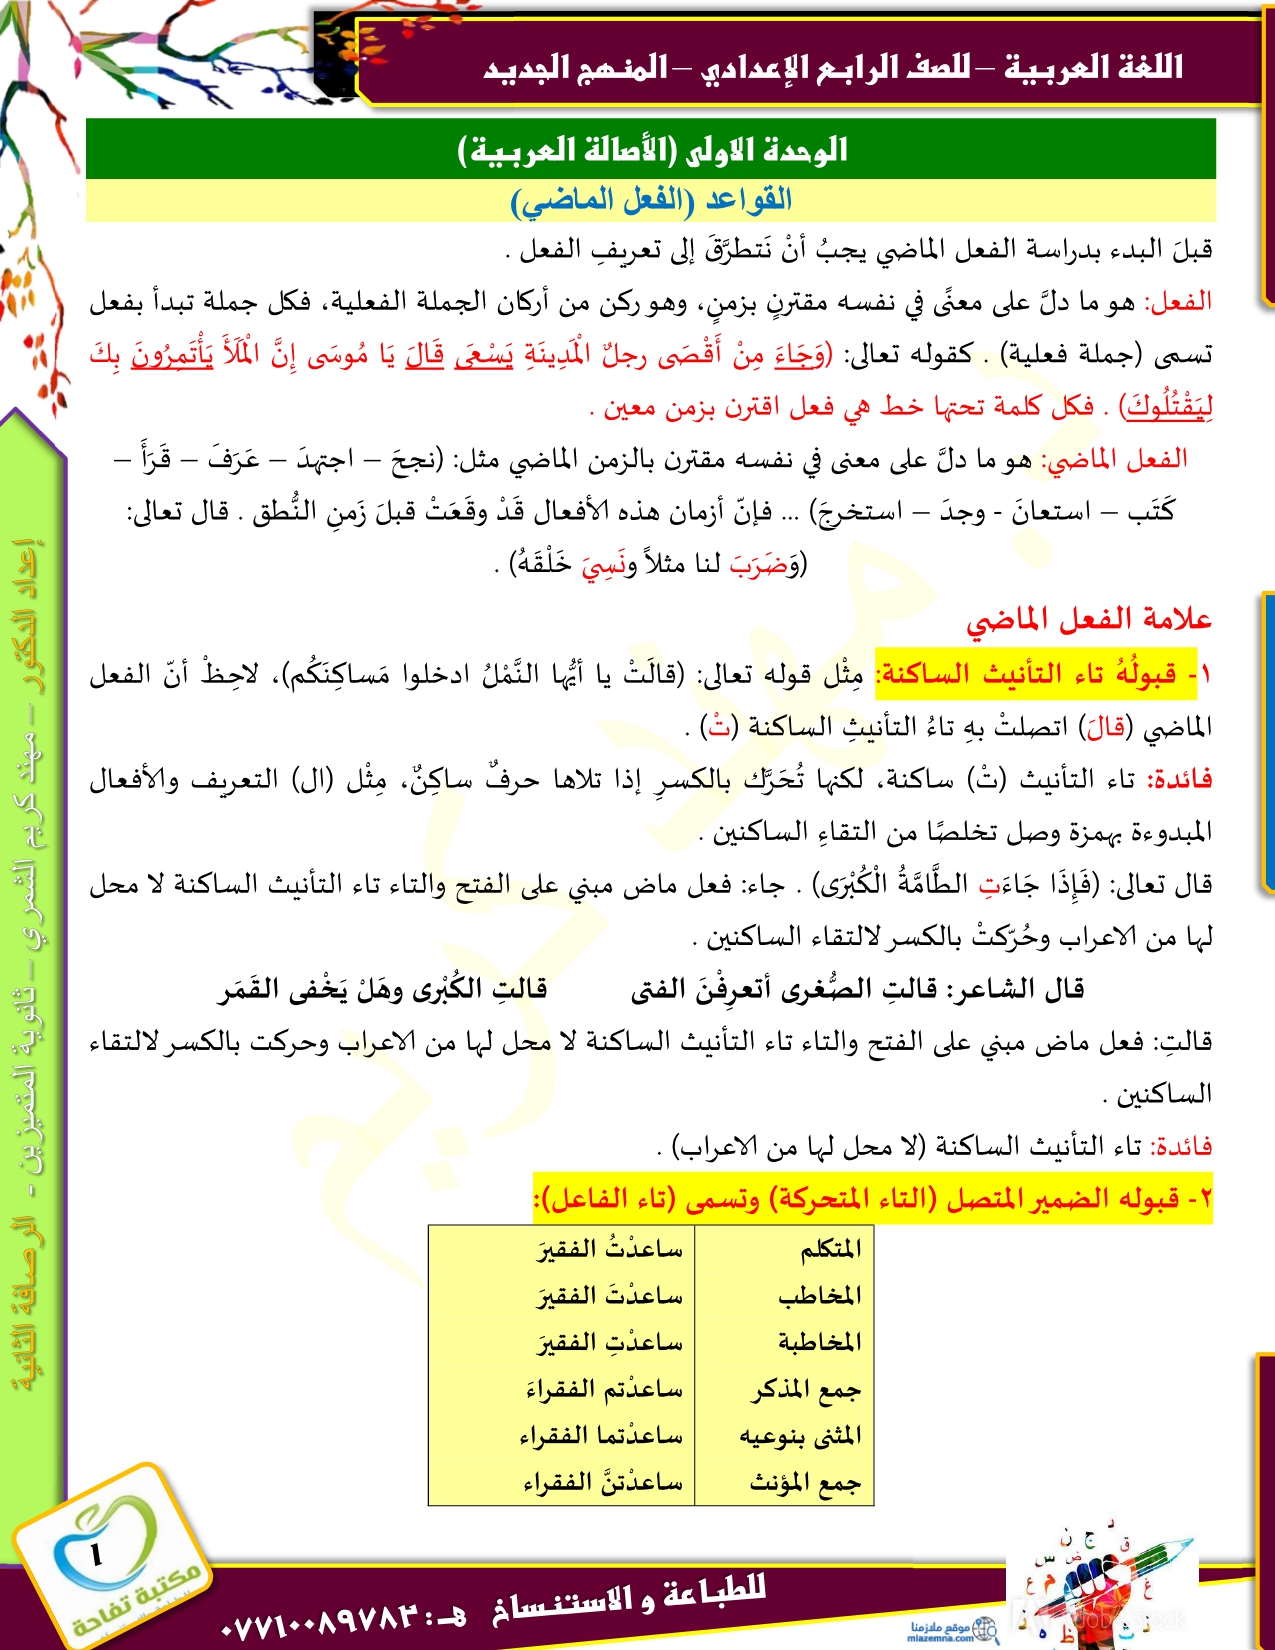 اللغة العربية – للصف الرابع الإعدادي – المنهج الجديد
الوحدة الاولى (الأصالة العربية)
القواعد (الفعل الماضي)
قبلَ البدء بدراسة الفعل الماضي يجبُ أنْ نَتطرَّقَ إلى تعريفِ الفعل .
الفعل: هو ما دلَّ على معنًى في نفسه مقترنٍ بزمنٍ، وهو ركن من أركان الجملة الفعلية، فكل جملة تبدأ بفعل
تسمى (جملة فعلية) . كقوله تعالى: (وَجَاءَ مِنْ أَقْصَى رجلٌ الْمَدِينَةِ يَسْعَى قَالَ يَا مُوسَى إِنَّ الْمَلَأَ يَأْتَمِرُونَ بِكَ
لِيَقْتُلُوكَ) . فكل كلمة تحتها خط هي فعل اقترن بزمن معين .
الفعل الماضي: هو ما دلَّ على معنى في نفسه مقترن بالزمن الماضي مثل: (نجحَ – اجتهدَ – عَرَفَ – قَرَأَ –
كَتَب – استعانَ - وجدَ – استخرجَ) ... فإنّ أزمان هذه الأفعال قَدْ وقَعَتْ قبلَ زَمنِ النُّطق . قال تعالى:
(وَضَرَبَ لنا مثلاً ونَسِيَ خَلْقَهُ) .
علامة الفعل الماضي
١- قبولُهُ تاء التأنيث الساكنة: مِثْل قوله تعالى: (قالَتْ يا أيُّها النَّمْلُ ادخلوا مَساكِنَكُم)، لاحِظْ أنّ الفعل
الماضي (قالَ) اتصلتْ بهِ تاءُ التأنيثِ الساكنة (تْ) .
فائدة: تاء التأنيث (تْ) ساكنة، لكنها تُحَرَّك بالكسرِ إذا تلاها حرفٌ ساكِنٌ، مِثْل (ال) التعريف والأفعال
المبدوءة بهمزة وصل تخلصًا من التقاءِ الساكنين .
قال تعالى: (فَإِذَا جَاءَتِ الطَّامَّةُ الْكُبْرَى) . جاء: فعل ماض مبني على الفتح والتاء تاء التأنيث الساكنة لا محل
لها من الاعراب وحُرّكتْ بالكسر لالتقاء الساكنين .
قال الشاعر: قالتِ الصُّغرى أتعرِفْنَ الفتى قالتِ الكُبْرى وهَلْ يَخْفى القَمَر
قالتِ: فعل ماض مبني على الفتح والتاء تاء التأنيث الساكنة لا محل لها من الاعراب وحركت بالكسر لالتقاء
الساكنين .
فائدة: تاء التأنيث الساكنة (لا محل لها من الاعراب) .
٢- قبوله الضمير المتصل (التاء المتحركة) وتسمى (تاء الفاعل):
المتكلم ساعدْتُ الفقيرَ
المخاطب ساعدْتَ الفقيرَ
المخاطبة ساعدْتِ الفقيرَ
جمع المذكر ساعدْتم الفقراءَ
المثنى بنوعيه ساعدْتما الفقراء
جمع المؤنث ساعدْتنَّ الفقراء
إعداد الدكتور – مهند كريم الشمري – ثانوية المتميزين - الرصافة الثانية
١
مكتبة تفاحة
للطباعة و الاستنساخ هـ : ٠٧٧١٠٠٨٩٧٨٣
موقع ملازمنا
mlazemna.com